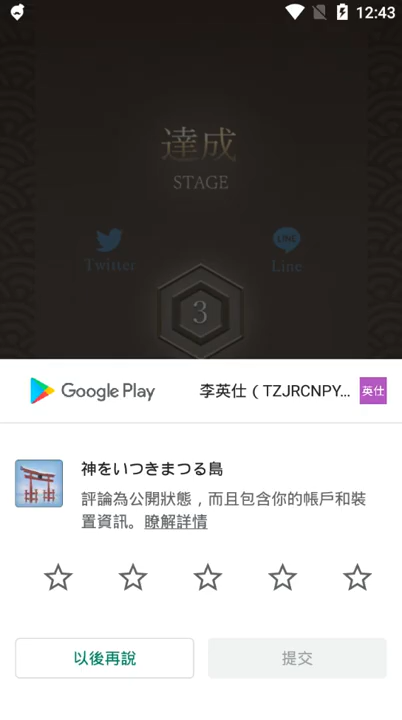 12:43
達成
STAGE
Twitter
LINE
Line
3
Google Play
李英仕（TZJRCNPY...
英仕
神をいつきまつる島
評論為公開狀態，而且包含你的帳戶和裝
置資訊。瞭解詳情
以後再說
提交